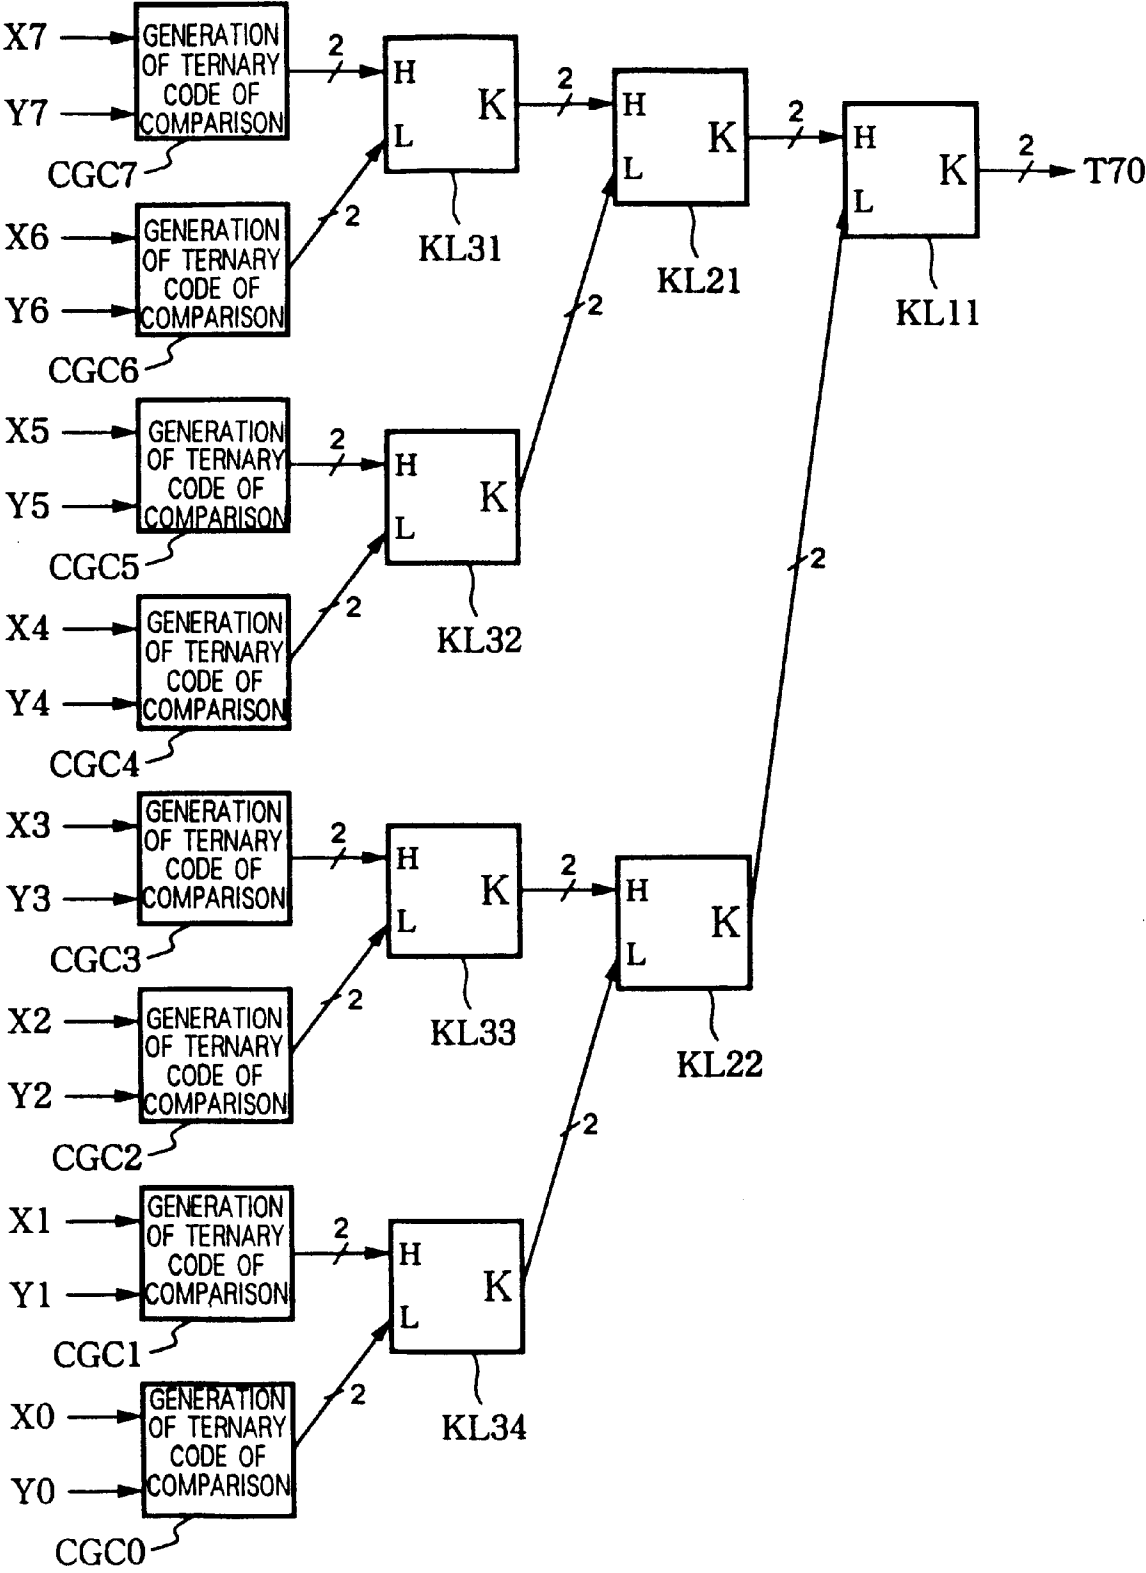 X7
Y7
GENERATION
OF TERNARY
CODE OF
COMPARISON
CGC7
2
H
L
K
KL31
2
H
L
K
KL21
2
H
L
K
KL11
2
T70
X6
Y6
GENERATION
OF TERNARY
CODE OF
COMPARISON
CGC6
2
X5
Y5
GENERATION
OF TERNARY
CODE OF
COMPARISON
CGC5
2
H
L
K
KL32
2
X4
Y4
GENERATION
OF TERNARY
CODE OF
COMPARISON
CGC4
2
X3
Y3
GENERATION
OF TERNARY
CODE OF
COMPARISON
CGC3
2
H
L
K
KL33
2
H
L
K
KL22
2
X2
Y2
GENERATION
OF TERNARY
CODE OF
COMPARISON
CGC2
2
X1
Y1
GENERATION
OF TERNARY
CODE OF
COMPARISON
CGC1
2
H
L
K
KL34
2
X0
Y0
GENERATION
OF TERNARY
CODE OF
COMPARISON
CGC0
2